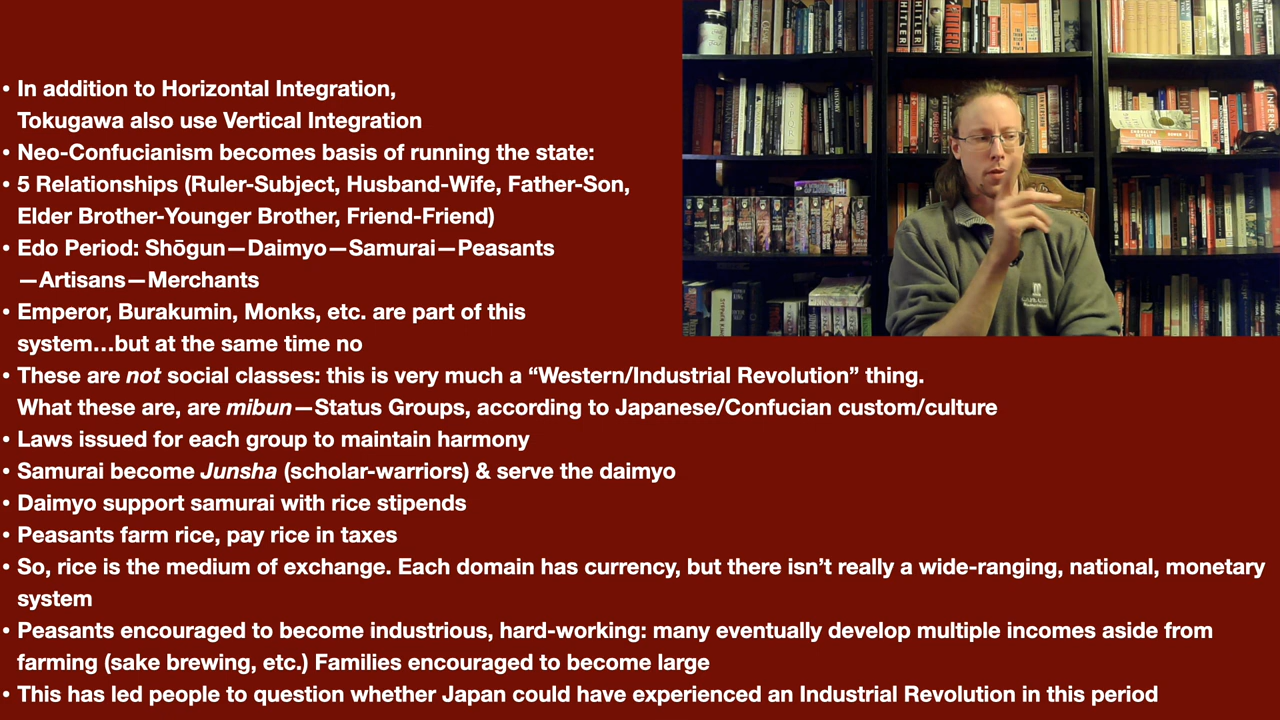 • In addition to Horizontal Integration,
Tokugawa also use Vertical Integration
• Neo-Confucianism becomes basis of running the state:
• 5 Relationships (Ruler-Subject, Husband-Wife, Father-Son,
Elder Brother-Younger Brother, Friend-Friend)
• Edo Period: Shōgun—Daimyo—Samurai—Peasants
—Artisans—Merchants
• Emperor, Burakumin, Monks, etc. are part of this
system…but at the same time no
• These are not social classes: this is very much a “Western/Industrial Revolution” thing.
What these are, are mibun—Status Groups, according to Japanese/Confucian custom/culture
• Laws issued for each group to maintain harmony
• Samurai become Junsha (scholar-warriors) & serve the daimyo
• Daimyo support samurai with rice stipends
• Peasants farm rice, pay rice in taxes
• So, rice is the medium of exchange. Each domain has currency, but there isn’t really a wide-ranging, national, monetary
system
• Peasants encouraged to become industrious, hard-working: many eventually develop multiple incomes aside from
farming (sake brewing, etc.) Families encouraged to become large
• This has led people to question whether Japan could have experienced an Industrial Revolution in this period
HITLER
INFERNO
ROME
Western Civilizations